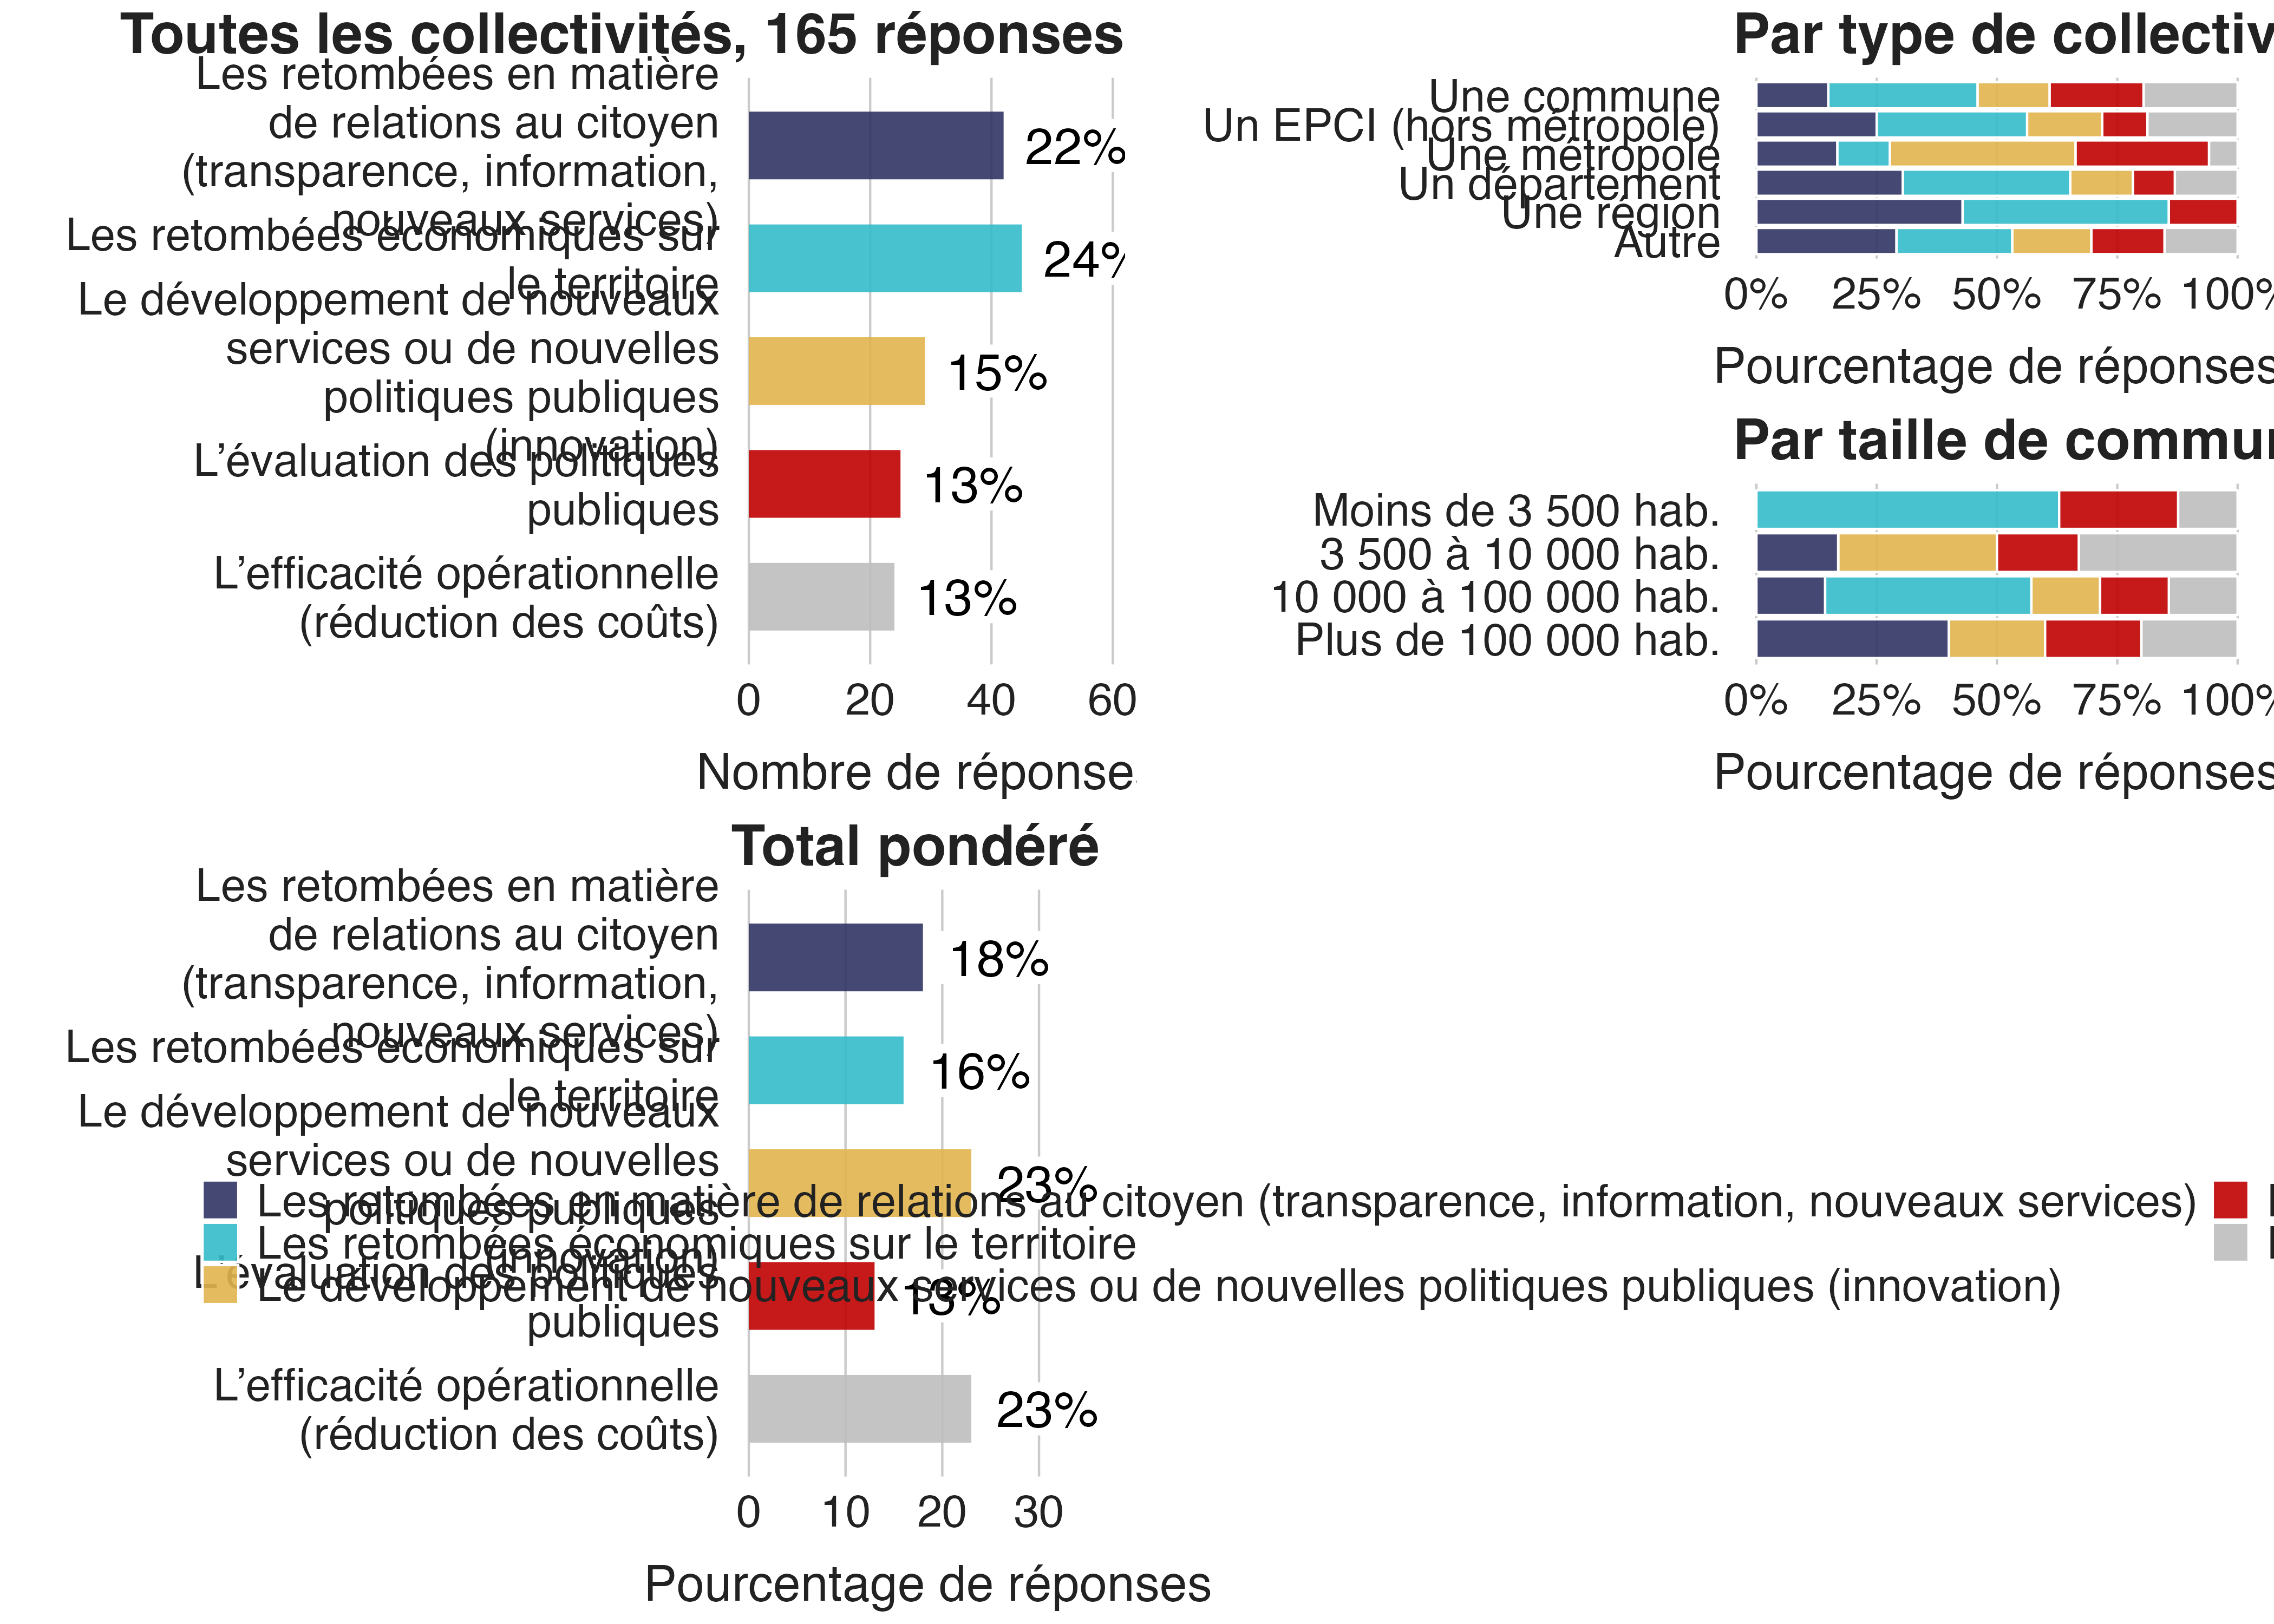 Toutes les collectivités, 165 réponses
Les retombées en matière
de relations au citoyen
(transparence, information,
nouveaux services)
Les retombées économiques sur
le territoire
Le développement de nouveaux
services ou de nouvelles
politiques publiques
(innovation)
L’évaluation des politiques
publiques
L’efficacité opérationnelle
(réduction des coûts)
22%
24%
15%
13%
13%
0 20 40 60
Nombre de réponse
Par type de collectiv
Une commune
Un EPCI (hors métropole)
Une métropole
Un département
Une région
Autre
0% 25% 50% 75% 100%
Pourcentage de réponses
Par taille de commun
Moins de 3 500 hab.
3 500 à 10 000 hab.
10 000 à 100 000 hab.
Plus de 100 000 hab.
0% 25% 50% 75% 100%
Pourcentage de réponses
Total pondéré
Les retombées en matière
de relations au citoyen
(transparence, information,
nouveaux services)
Les retombées économiques sur
le territoire
Le développement de nouveaux
services ou de nouvelles
politiques publiques
(innovation)
L’évaluation des politiques
publiques
L’efficacité opérationnelle
(réduction des coûts)
18%
16%
23%
13%
23%
0 10 20 30
Pourcentage de réponses
Les retombées en matière de relations au citoyen (transparence, information, nouveaux services)
Les retombées économiques sur le territoire
Le développement de nouveaux services ou de nouvelles politiques publiques (innovation)